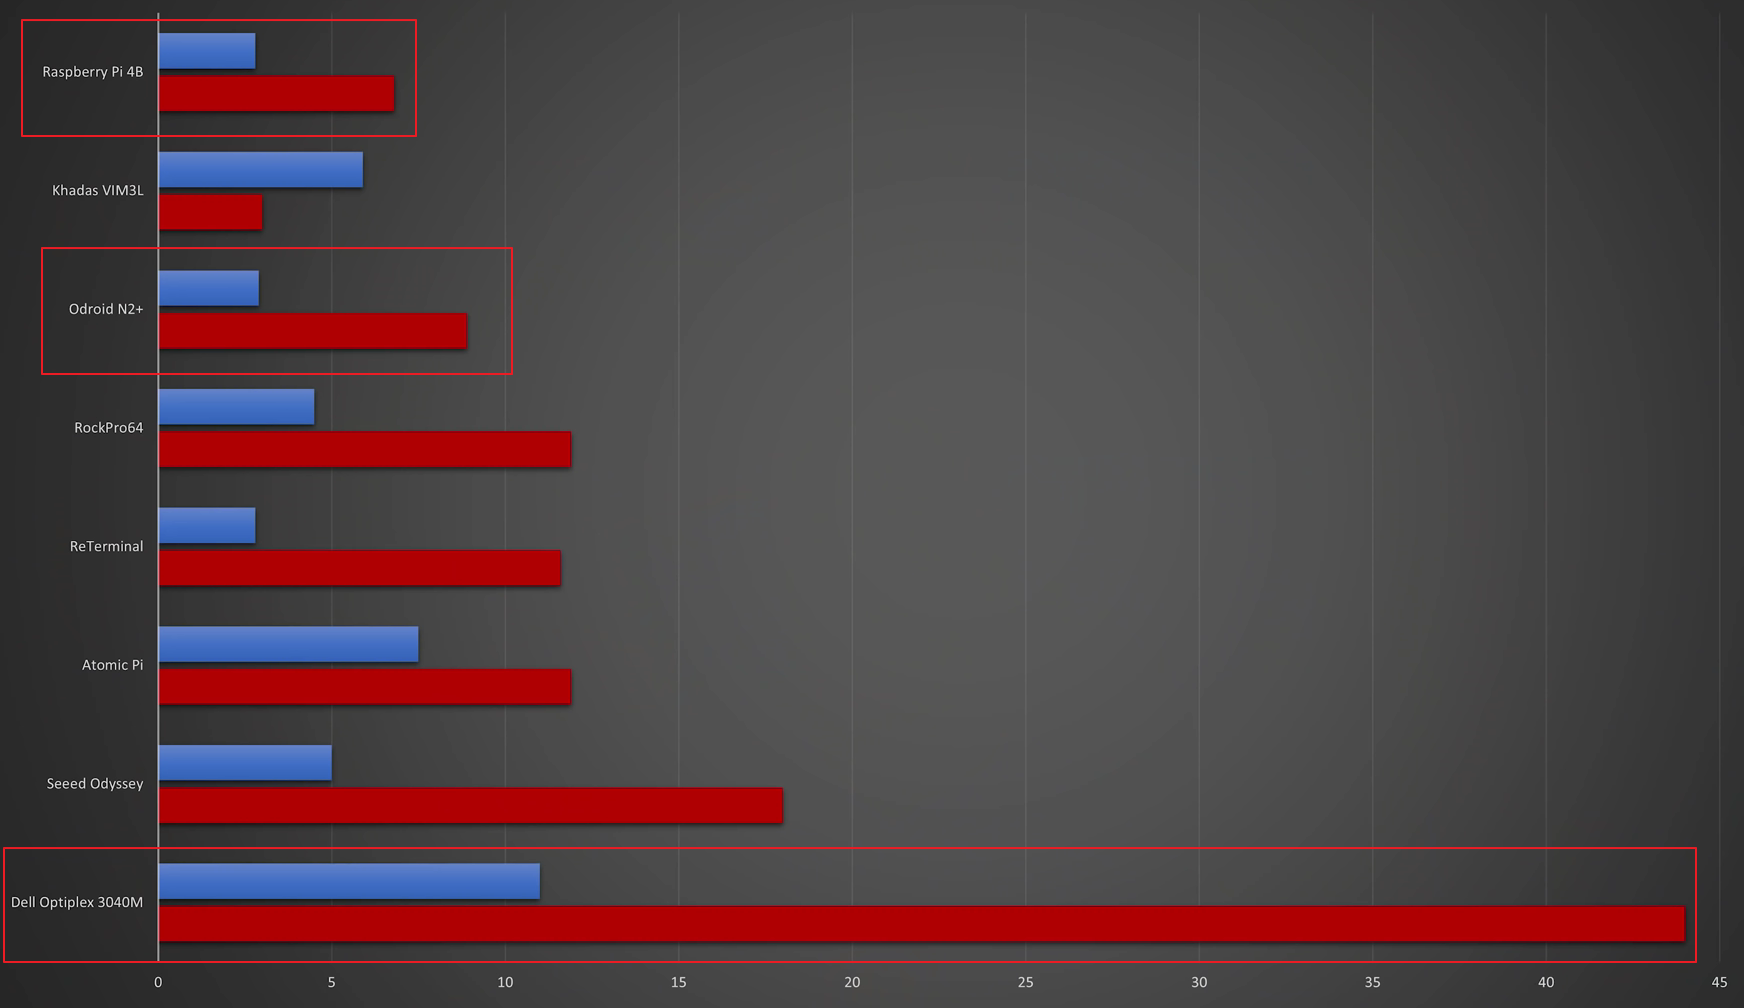 Raspberry Pi 4B
Khadas VIM3L
Odroid N2+
RockPro64
ReTerminal
Atomic Pi
Seeed Odyssey
Dell Optiplex 3040M
0 5 10 15 20 25 30 35 40 45